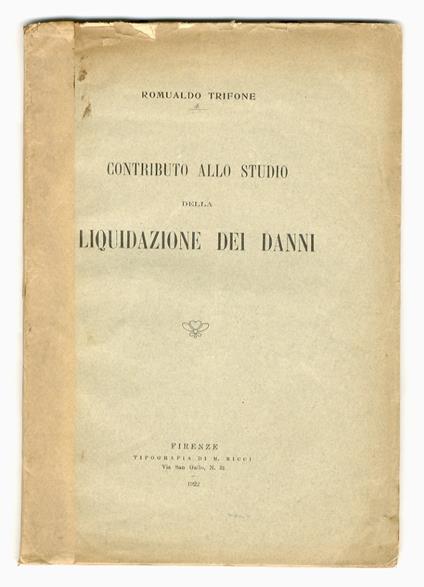 ROMUALDO TRIFONE
CONTRIBUTO ALLO STUDIO
DELLA
LIQUIDAZIONE DEI DANNI
FIRENZE
TIPOGRAFIA DI M. RICCI
Via San Gallo, N. 31
1922